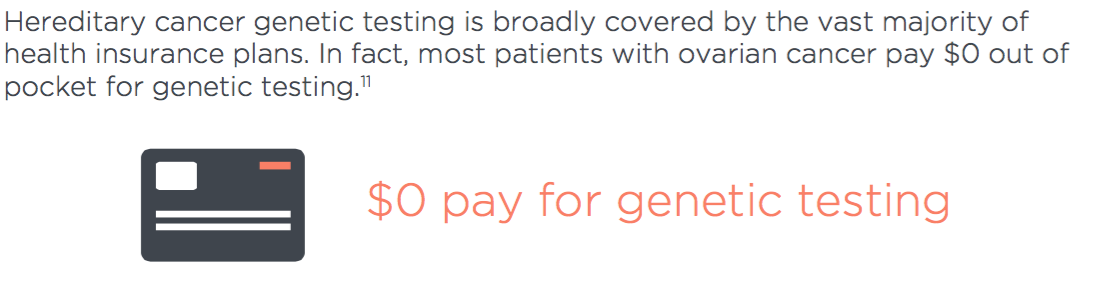 Hereditary cancer genetic testing is broadly covered by the vast majority of
health insurance plans. In fact, most patients with ovarian cancer pay $0 out of
pocket for genetic testing.¹¹
$0 pay for genetic testing